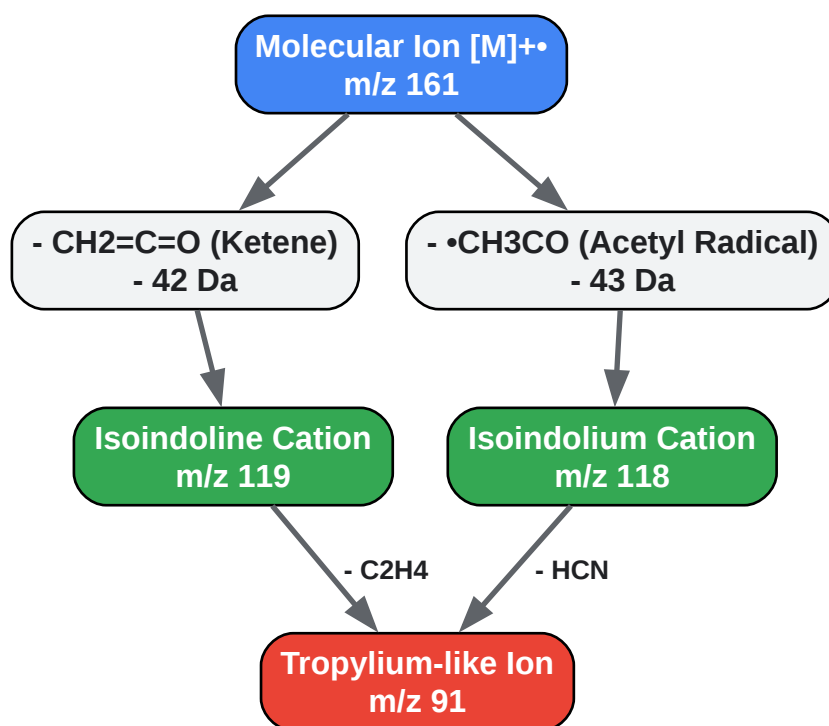 Molecular Ion [M]+•
m/z 161
- CH2=C=O (Ketene)
- 42 Da
- •CH3CO (Acetyl Radical)
- 43 Da
Isoindoline Cation
m/z 119
Isoindolium Cation
m/z 118
- C2H4
- HCN
Tropylium-like Ion
m/z 91